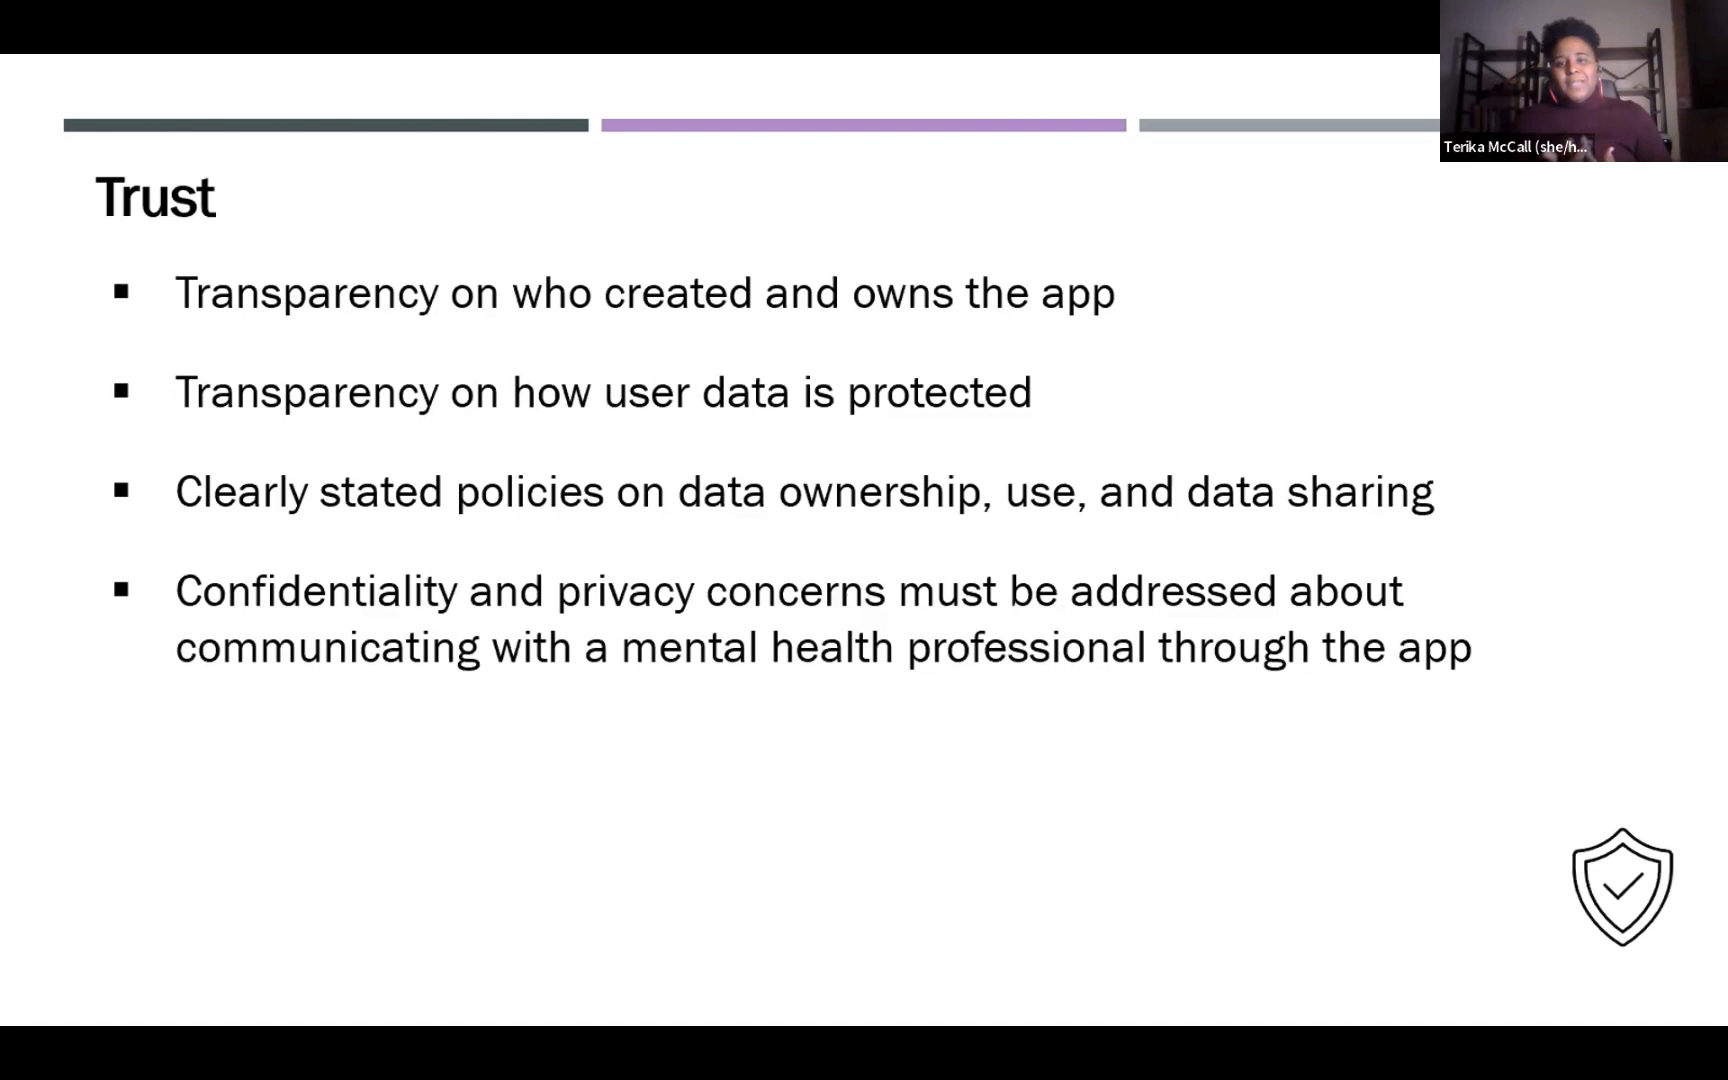 Terika McCall (she/h...
Trust
Transparency on who created and owns the app
Transparency on how user data is protected
Clearly stated policies on data ownership, use, and data sharing
Confidentiality and privacy concerns must be addressed about
communicating with a mental health professional through the app